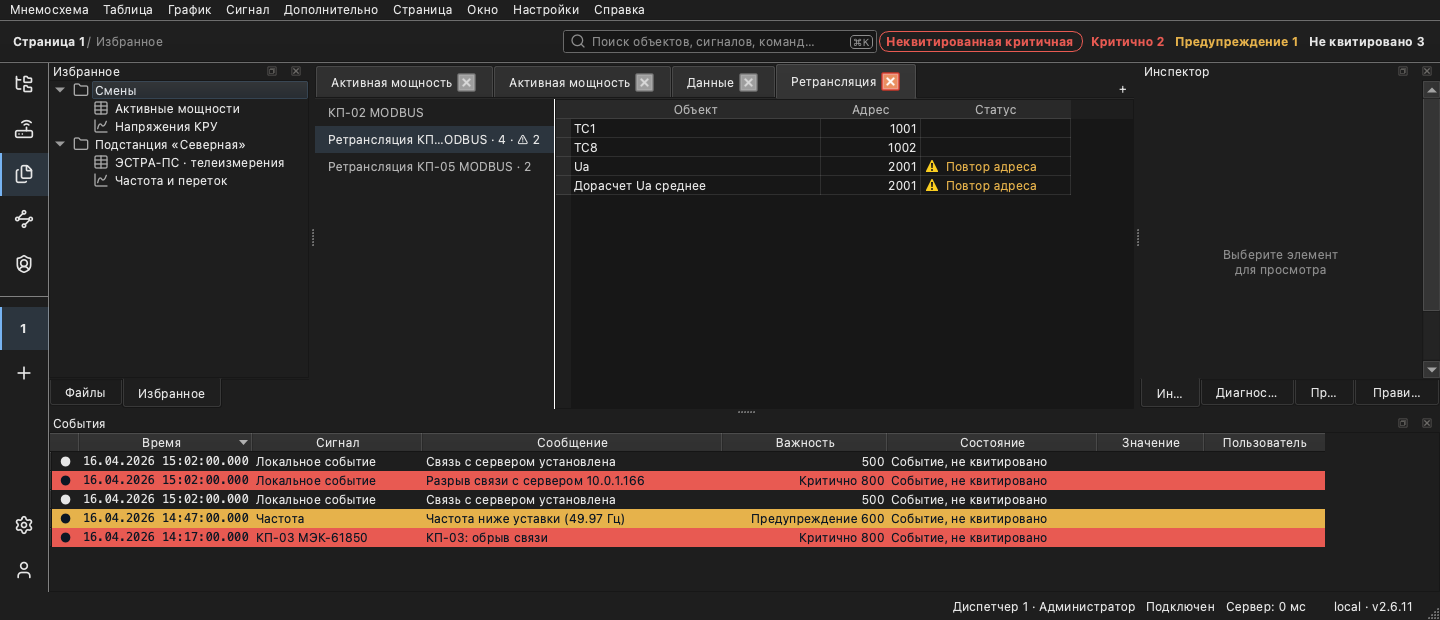 Мнемосхема Таблица График Сигнал Дополнительно Страница Окно Настройки Справка
Страница 1 / Избранное
Поиск объектов, сигналов, команд... ⌘K
Неквитированная критичная Критично 2 Предупреждение 1 Не квитировано 3
Избранное
Смены
Активные мощности
Напряжения КРУ
Подстанция «Северная»
ЭСТРА-ПС · телеизмерения
Частота и переток
1
Файлы Избранное
Активная мощность Активная мощность Данные Ретрансляция +
КП-02 MODBUS
Ретрансляция КП...ODBUS · 4 · ⚠ 2
Ретрансляция КП-05 MODBUS · 2
Объект Адрес Статус
ТС1 1001
ТС8 1002
Ua 2001 Повтор адреса
Дорасчет Ua среднее 2001 Повтор адреса
Инспектор
Выберите элемент
для просмотра
Ин... Диагнос... Пр... Прави...
События
Время Сигнал Сообщение Важность Состояние Значение Пользователь
16.04.2026 15:02:00.000 Локальное событие Связь с сервером установлена 500 Событие, не квитировано
16.04.2026 15:02:00.000 Локальное событие Разрыв связи с сервером 10.0.1.166 Критично 800 Событие, не квитировано
16.04.2026 15:02:00.000 Локальное событие Связь с сервером установлена 500 Событие, не квитировано
16.04.2026 14:47:00.000 Частота Частота ниже уставки (49.97 Гц) Предупреждение 600 Событие, не квитировано
16.04.2026 14:17:00.000 КП-03 МЭК-61850 КП-03: обрыв связи Критично 800 Событие, не квитировано
Диспетчер 1 · Администратор Подключен Сервер: 0 мс local · v2.6.11